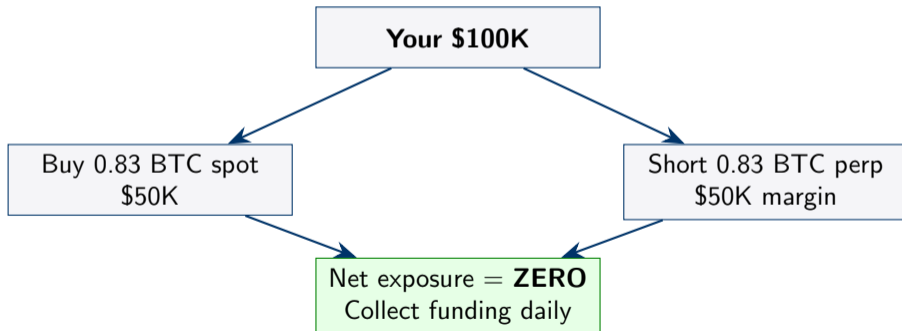 Your $100K
Buy 0.83 BTC spot
$50K
Short 0.83 BTC perp
$50K margin
Net exposure = ZERO
Collect funding daily